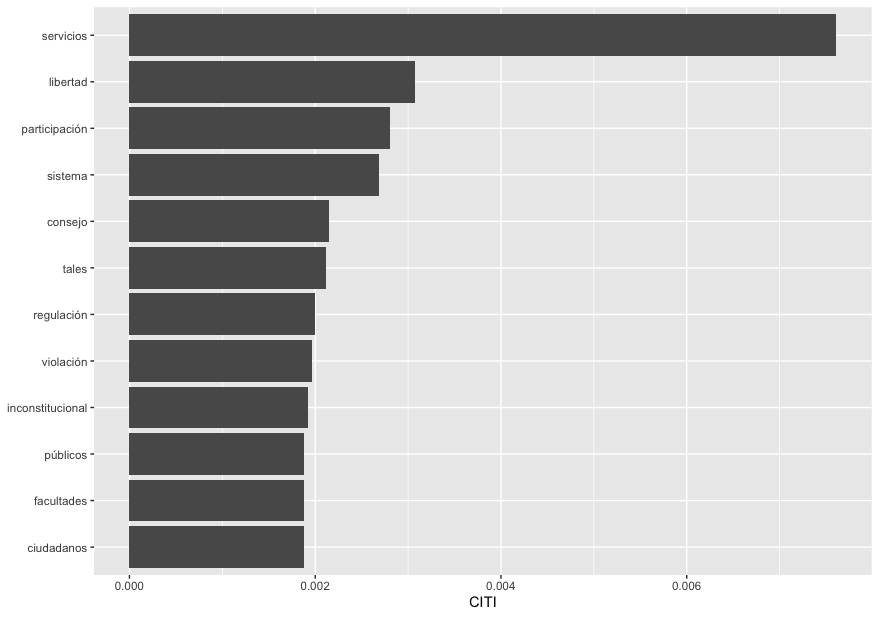 servicios
libertad
participación
sistema
consejo
tales
regulación
violación
inconstitucional
públicos
facultades
ciudadanos
0.000 0.002 0.004 0.006
CITI